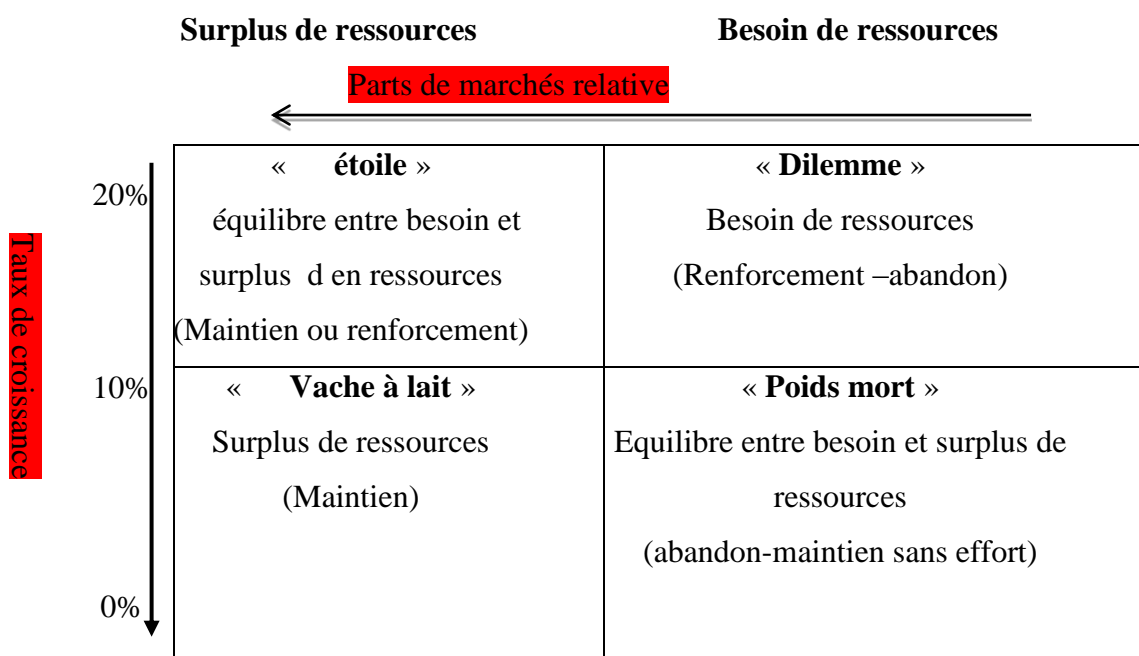 Surplus de ressources
Besoin de ressources
Parts de marchés relative
Taux de croissance
20%
10%
0%
« étoile »
équilibre entre besoin et
surplus d en ressources
(Maintien ou renforcement)
« Dilemme »
Besoin de ressources
(Renforcement –abandon)
« Vache à lait »
Surplus de ressources
(Maintien)
« Poids mort »
Equilibre entre besoin et surplus de
ressources
(abandon-maintien sans effort)